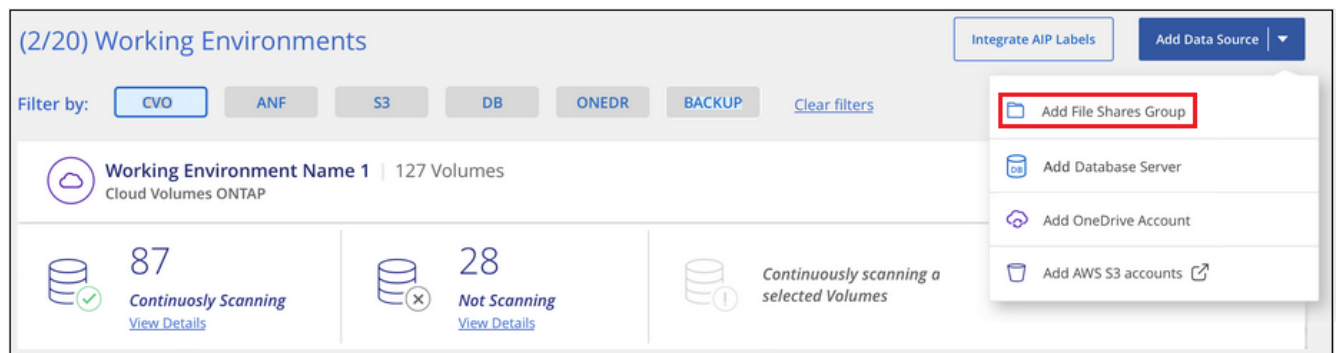 (2/20) Working Environments
Integrate AIP Labels
Add Data Source
Filter by:
CVO
ANF
S3
DB
ONEDR
BACKUP
Clear filters
Add File Shares Group
DB
Add Database Server
Add OneDrive Account
Add AWS S3 accounts
Working Environment Name 1 | 127 Volumes
Cloud Volumes ONTAP
87
Continuosly Scanning
View Details
28
Not Scanning
View Details
Continuously scanning a
selected Volumes